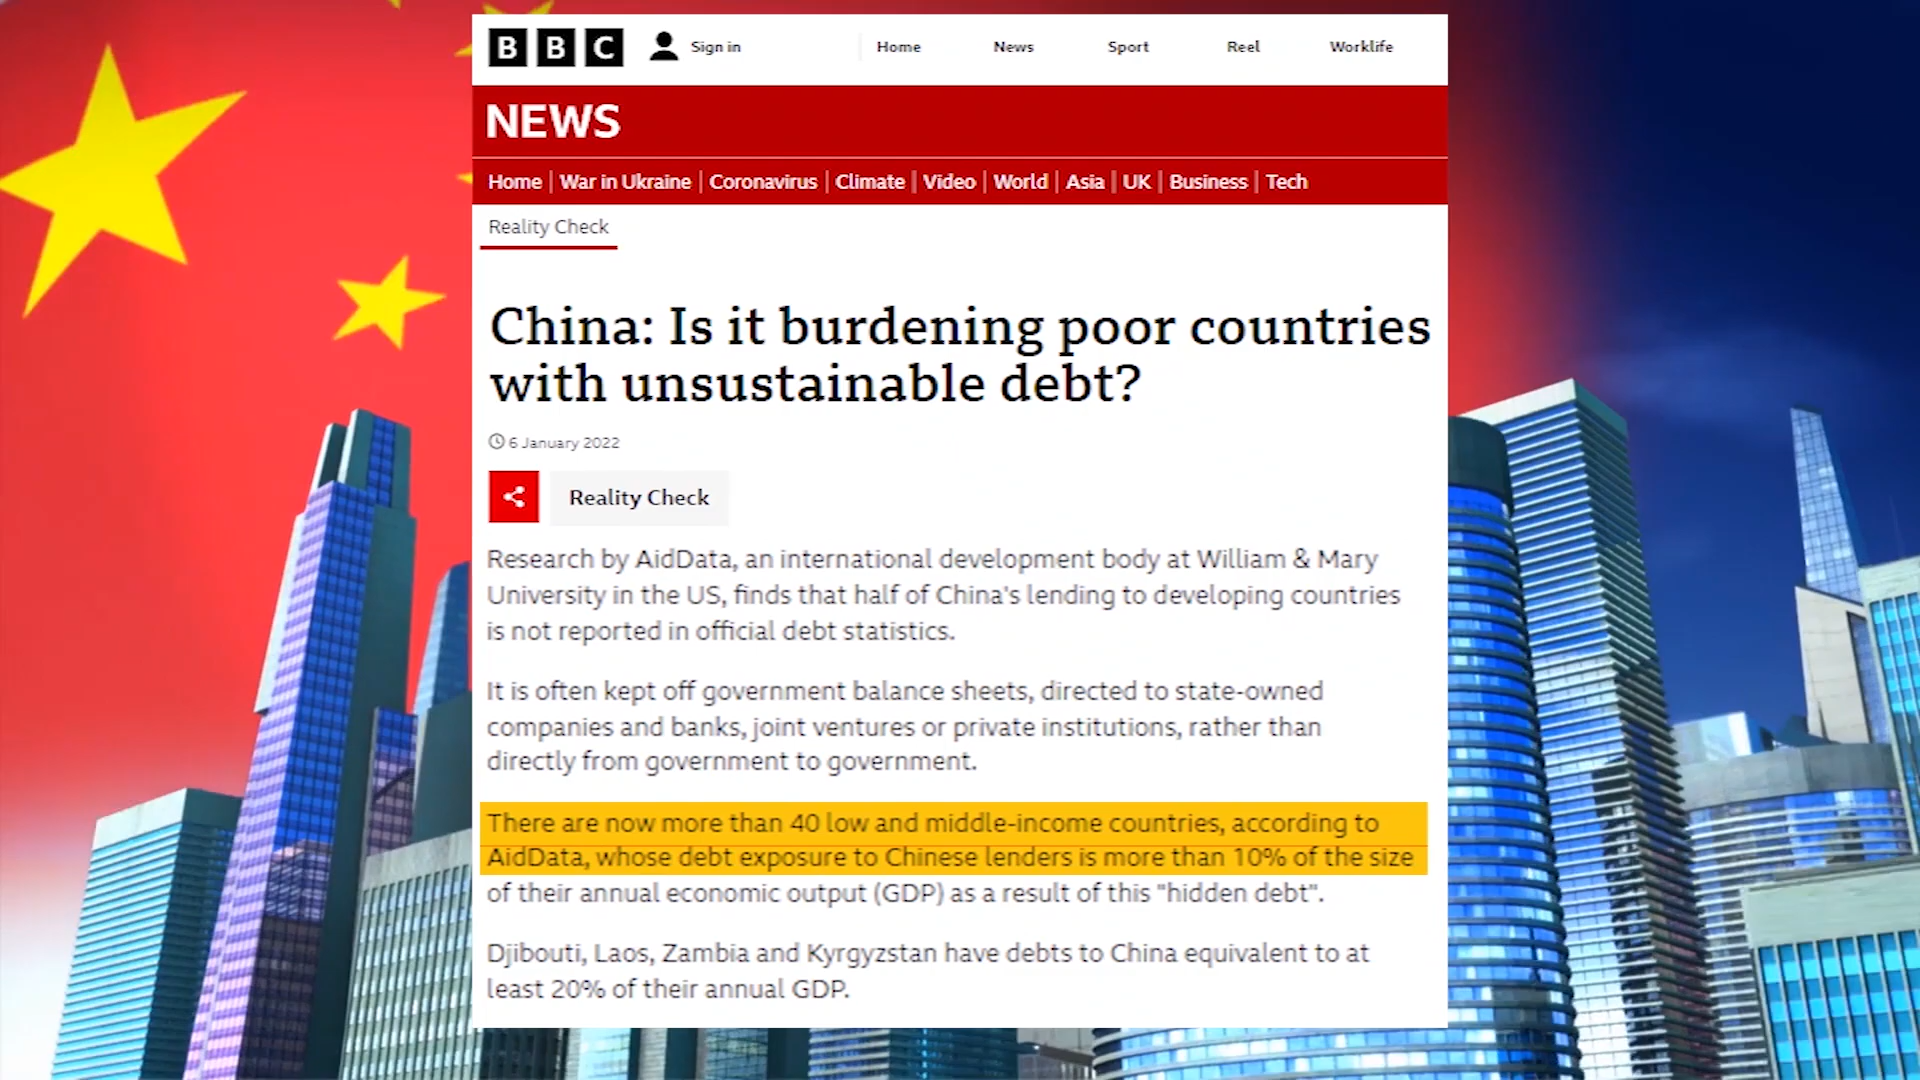 BBC Sign in Home News Sport Reel Worklife
NEWS
Home War in Ukraine Coronavirus Climate Video World Asia UK Business Tech
Reality Check
China: Is it burdening poor countries
with unsustainable debt?
6 January 2022
Reality Check
Research by AidData, an international development body at William & Mary
University in the US, finds that half of China's lending to developing countries
is not reported in official debt statistics.
It is often kept off government balance sheets, directed to state-owned
companies and banks, joint ventures or private institutions, rather than
directly from government to government.
There are now more than 40 low and middle-income countries, according to
AidData, whose debt exposure to Chinese lenders is more than 10% of the size
of their annual economic output (GDP) as a result of this "hidden debt".
Djibouti, Laos, Zambia and Kyrgyzstan have debts to China equivalent to at
least 20% of their annual GDP.